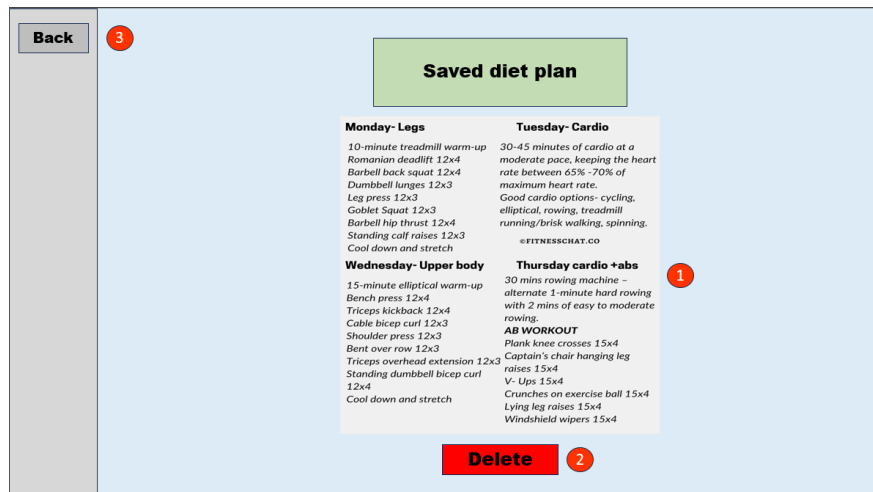 Back
3
Saved diet plan
Monday- Legs
10-minute treadmill warm-up
Romanian deadlift 12x4
Barbell back squat 12x4
Dumbbell lunges 12x3
Leg press 12x3
Goblet Squat 12x3
Barbell hip thrust 12x4
Standing calf raises 12x3
Cool down and stretch
Tuesday- Cardio
30-45 minutes of cardio at a
moderate pace, keeping the heart
rate between 65% -70% of
maximum heart rate.
Good cardio options- cycling,
elliptical, rowing, treadmill
running/brisk walking, spinning.
©FITNESSCHAT.CO
Wednesday- Upper body
15-minute elliptical warm-up
Bench press 12x4
Triceps kickback 12x4
Cable bicep curl 12x3
Shoulder press 12x3
Bent over row 12x3
Triceps overhead extension 12x3
Standing dumbbell bicep curl
12x4
Cool down and stretch
Thursday cardio +abs
30 mins rowing machine –
alternate 1-minute hard rowing
with 2 mins of easy to moderate
rowing.
AB WORKOUT
Plank knee crosses 15x4
Captain's chair hanging leg
raises 15x4
V- Ups 15x4
Crunches on exercise ball 15x4
Lying leg raises 15x4
Windshield wipers 15x4
1
Delete
2